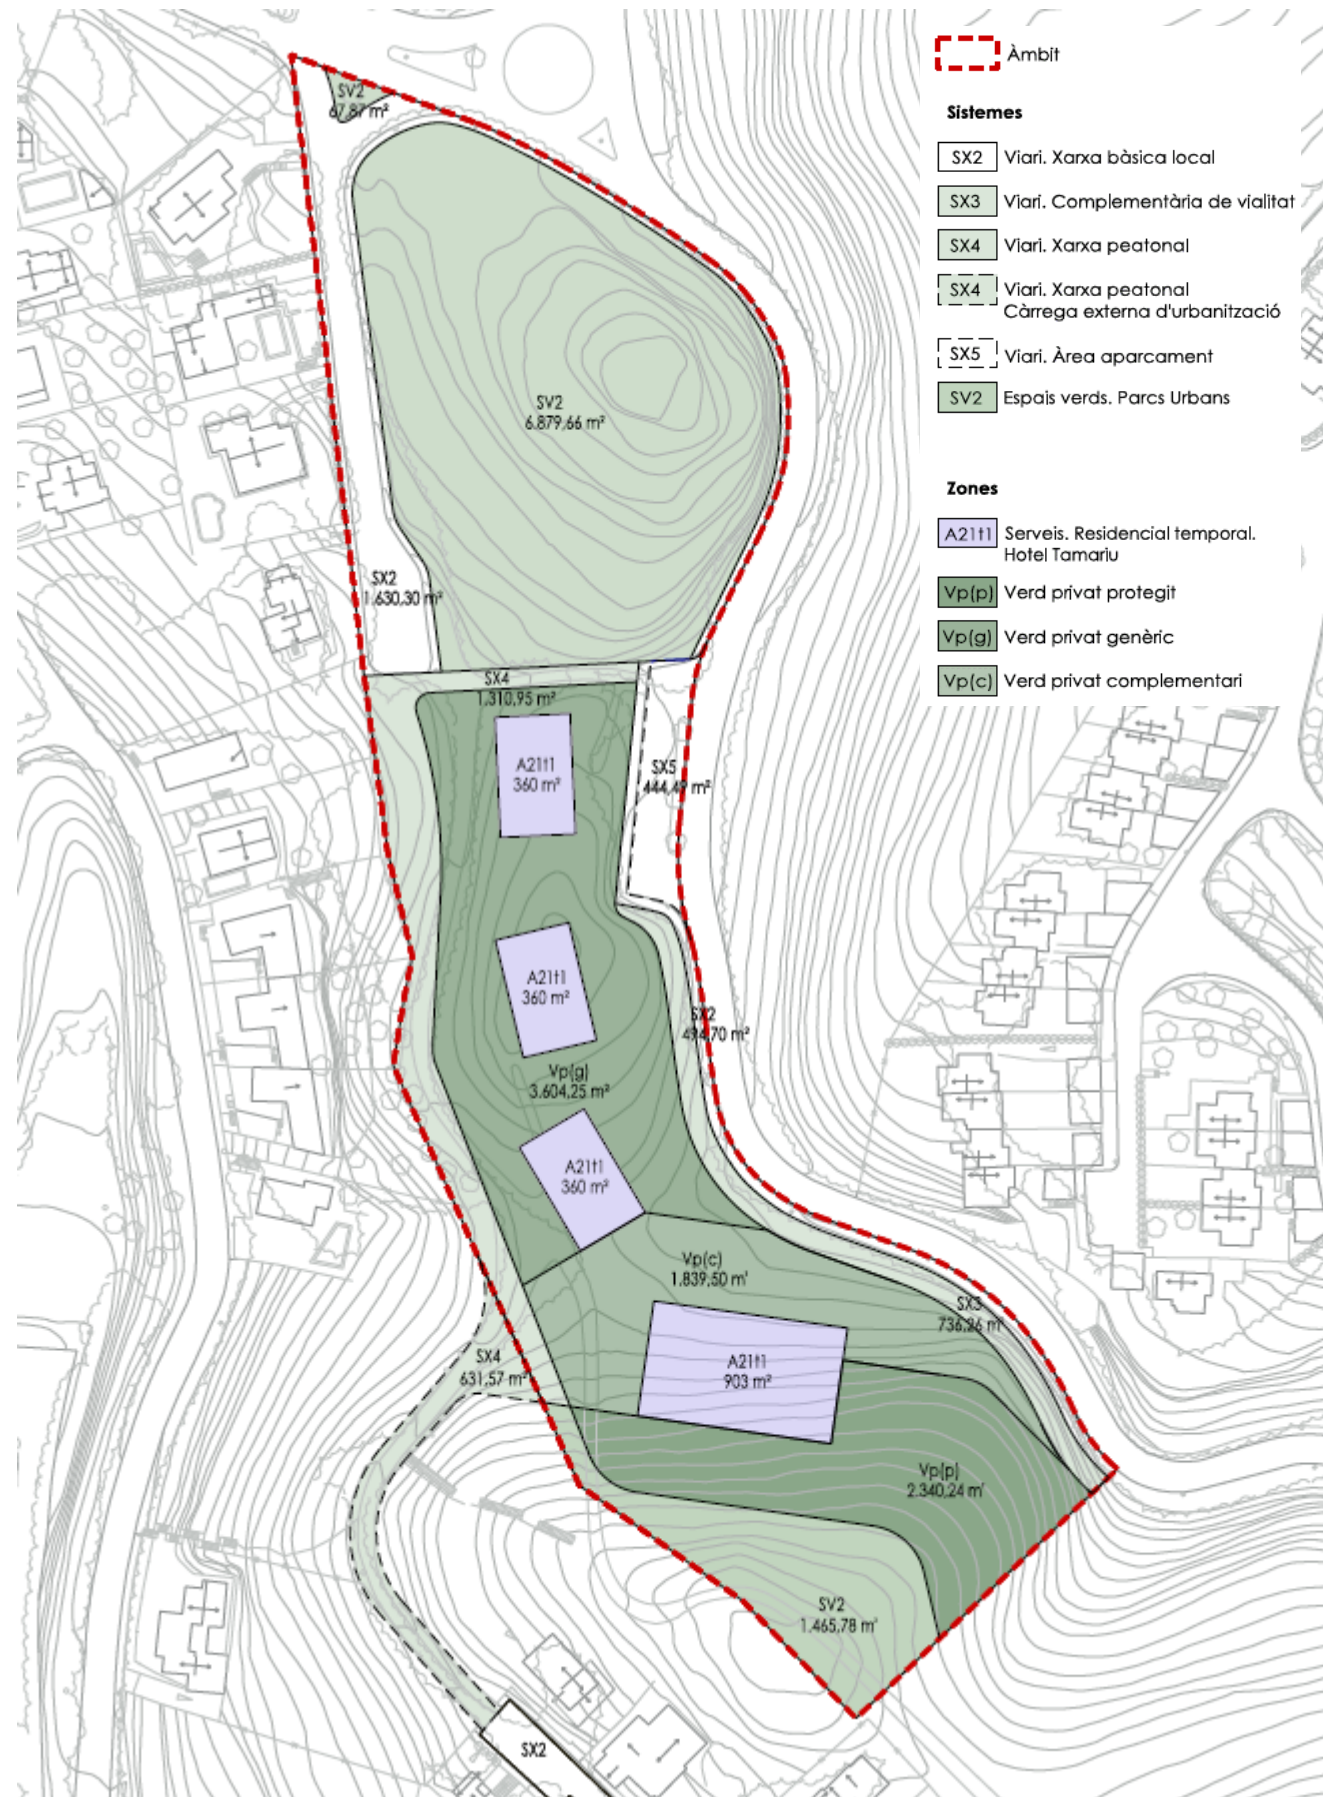 Àmbit
Sistemes
SX2 Viari. Xarxa bàsica local
SX3 Viari. Complementària de vialitat
SX4 Viari. Xarxa peatonal
SX4 Viari. Xarxa peatonal
Càrrega externa d'urbanització
SX5 Viari. Àrea aparcament
SV2 Espais verds. Parcs Urbans
Zones
A21t1 Serveis. Residencial temporal.
Hotel Tamariu
Vp(p) Verd privat protegit
Vp(g) Verd privat genèric
Vp(c) Verd privat complementari
SV2
67,87 m²
SV2
6.879,66 m²
SX2
1.630,30 m²
SX4
1.310,95 m²
A21t1
360 m²
SX5
444,49 m²
A21t1
360 m²
SX2
494,70 m²
Vp(g)
3.604,25 m²
A21t1
360 m²
Vp(c)
1.839,50 m²
SX3
736,26 m²
SX4
631,57 m²
A21t1
903 m²
Vp(p)
2.340,24 m²
SV2
1.465,78 m²
SX2